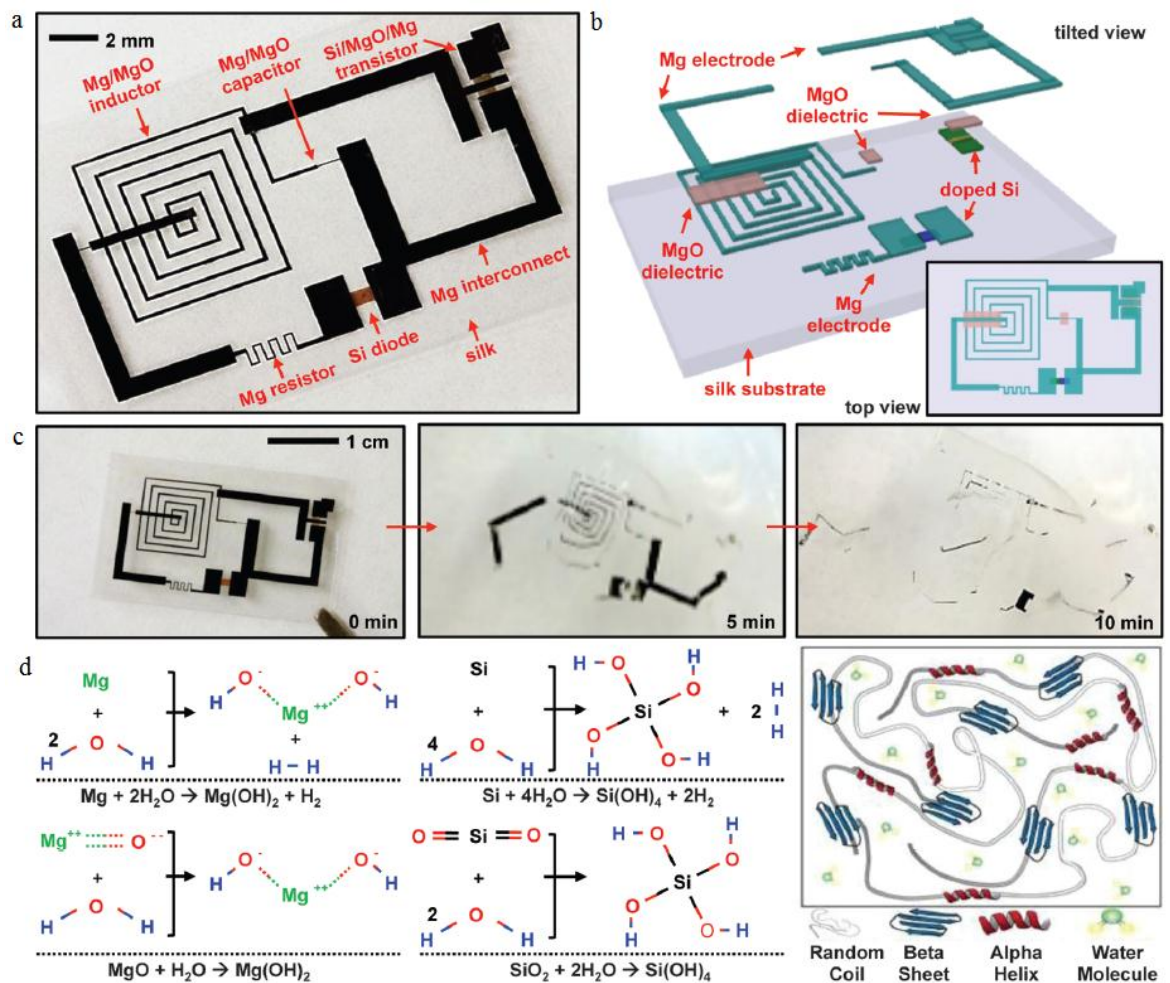 a
2 mm
Mg/MgO
inductor
Mg/MgO
capacitor
Si/MgO/Mg
transistor
Mg interconnect
Si diode
silk
Mg resistor
b
tilted view
Mg electrode
MgO
dielectric
doped Si
MgO
dielectric
Mg
electrode
silk substrate
top view
c
1 cm
0 min
5 min
10 min
d
Mg
+
2 H O H
H O - Mg++ O - H
+
H-H
Mg + 2H₂O → Mg(OH)₂ + H₂
Si
+
4 H O H
H O O H Si H O O H + 2 H H
Si + 4H₂O → Si(OH)₄ + 2H₂
Mg++ O --
+
H O H
H O - Mg++ O - H
MgO + H₂O → Mg(OH)₂
O Si O
+
2 H O H
H O O H Si H O O H
SiO₂ + 2H₂O → Si(OH)₄
Random
Coil
Beta
Sheet
Alpha
Helix
Water
Molecule